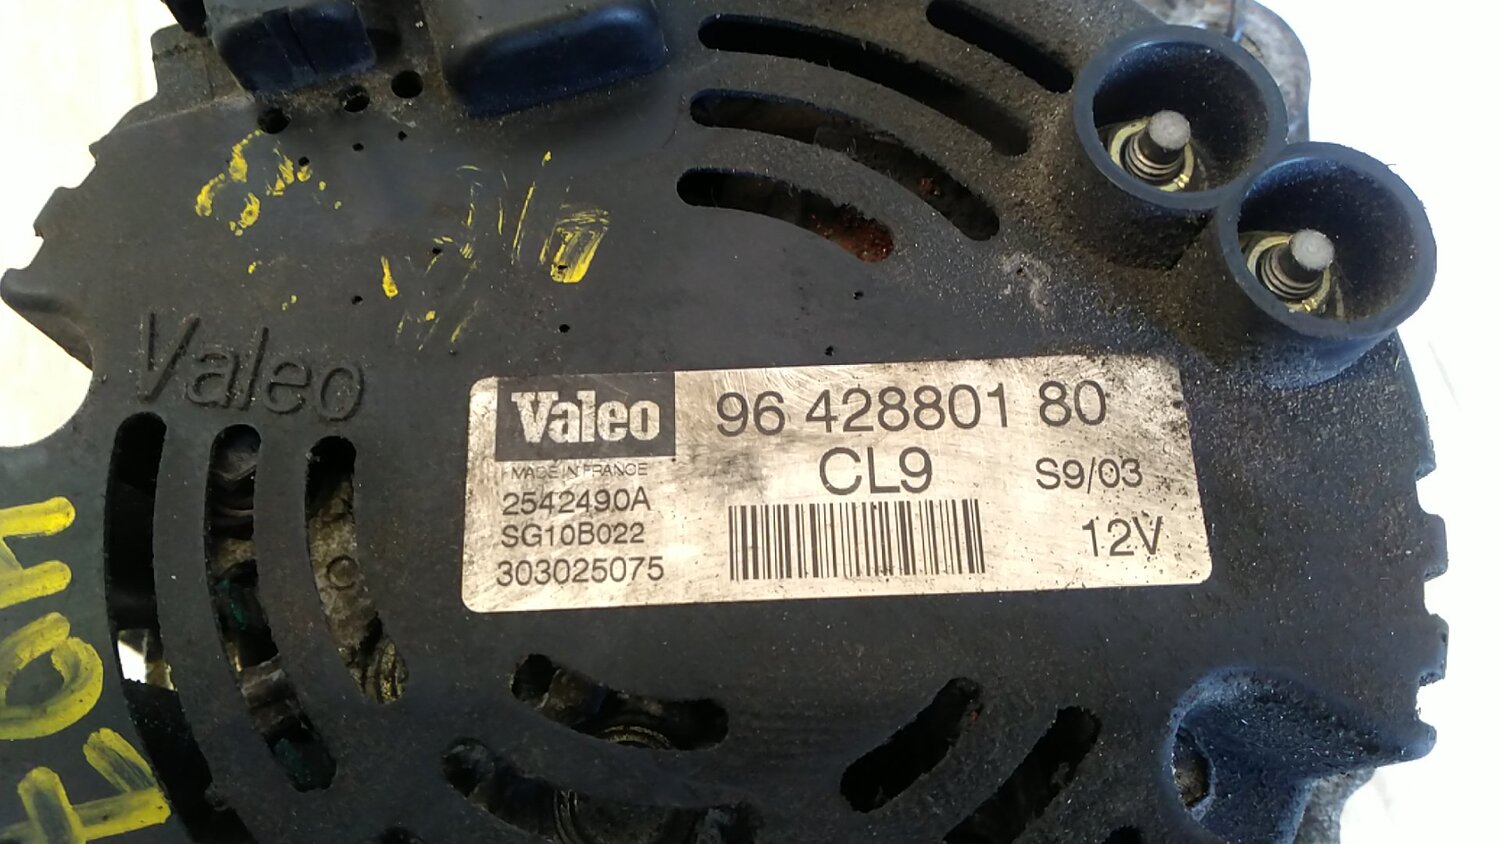 Valeo
Valeo
96 428801 80
MADE IN FRANCE
CL9
S9/03
2542490A
SG10B022
12V
303025075